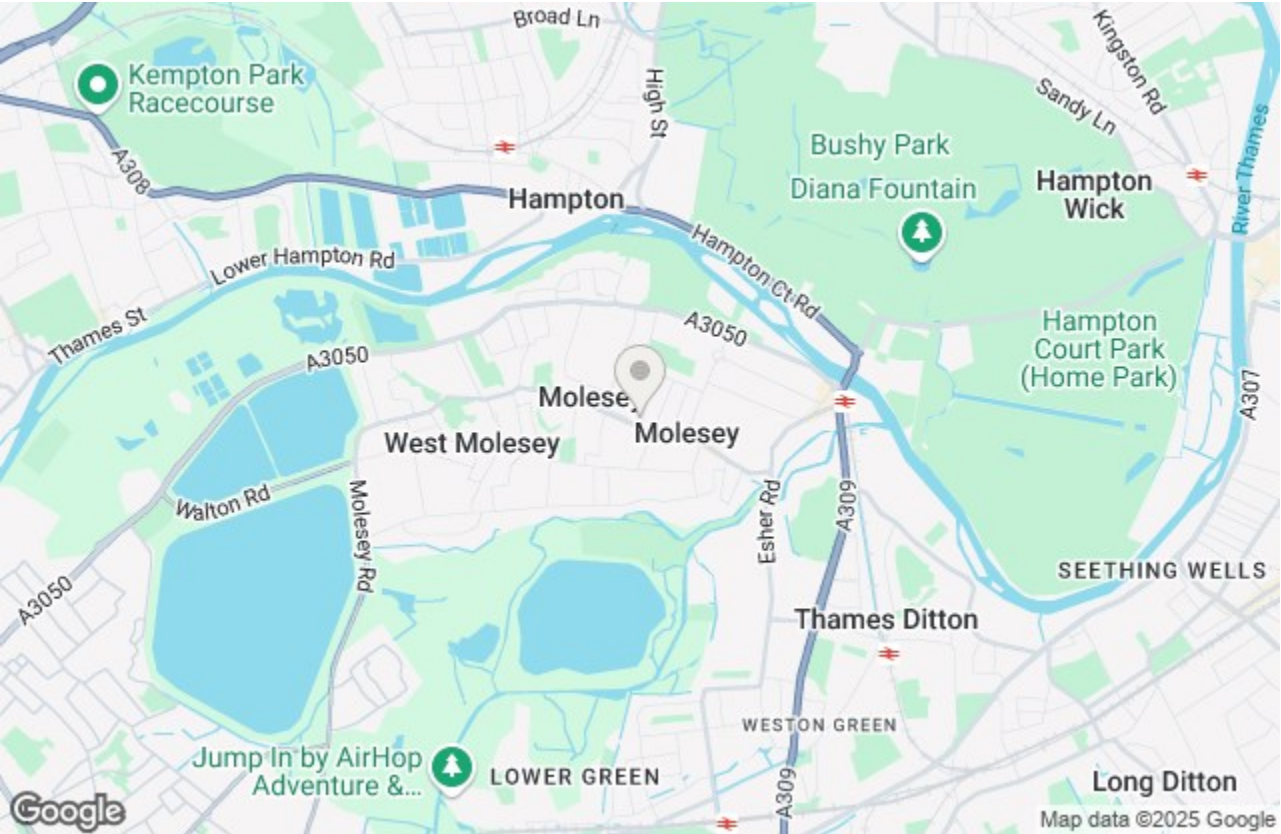 Broad Ln
Kingston Rd
Kempton Park
Racecourse
High St
Sandy Ln
River Thames
Bushy Park
A308
Diana Fountain
Hampton
Wick
Hampton
Lower Hampton Rd
Hampton Ct Rd
Thames St
A3050
A3050
Hampton
Court Park
(Home Park)
A307
Molesey
Molesey
West Molesey
Walton Rd
Molesey Rd
Esher Rd
A309
A3050
SEETHING WELLS
Thames Ditton
WESTON GREEN
Jump In by AirHop
Adventure &...
LOWER GREEN
A309
Long Ditton
Google
Map data ©2025 Google